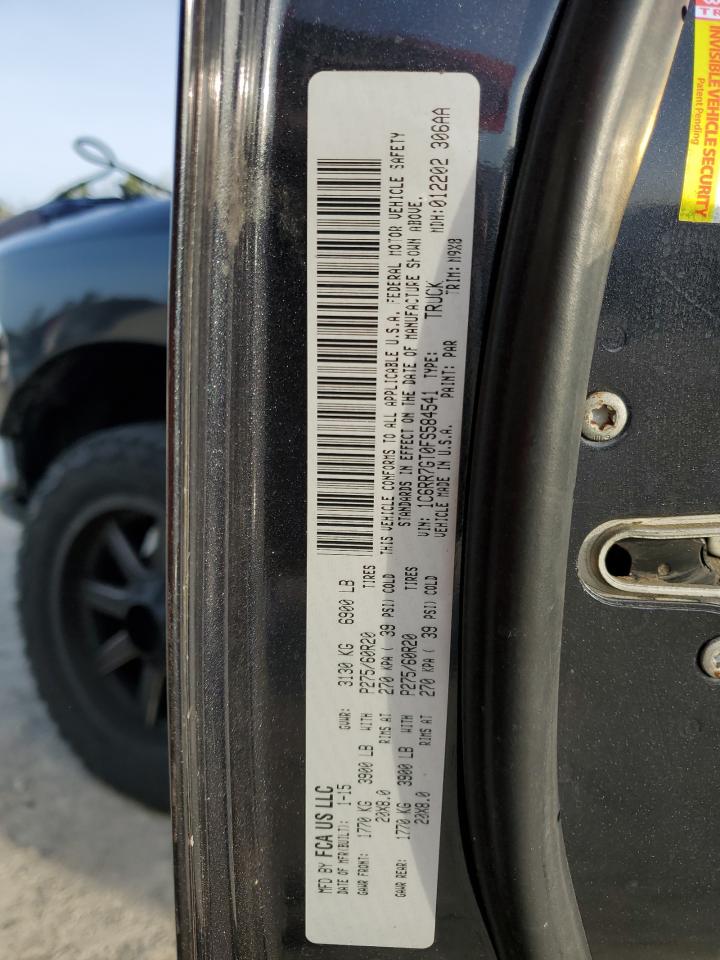 MFD BY FCA US LLC
DATE OF MFR(BUILT): 1-15 GVWR: 3130 KG 6900 LB
GAWR FRONT: 1770 KG 3900 LB WITH P275/60R20 TIRES
20X8.0 RIMS AT 270 KPA ( 39 PSI) COLD
GAWR REAR: 1770 KG 3900 LB WITH P275/60R20 TIRES
20X8.0 RIMS AT 270 KPA ( 39 PSI) COLD
THIS VEHICLE CONFORMS TO ALL APPLICABLE U.S.A. FEDERAL MOTOR VEHICLE SAFETY
STANDARDS IN EFFECT ON THE DATE OF MANUFACTURE SHOWN ABOVE.
VIN: 1C6RR7GT0FS584541 TYPE: TRUCK MDH:012202 306AA
VEHICLE MADE IN U.S.A. PAINT: PAR TRIM: M9X8
INVISIBLE VEHICLE SECURITY
Patent Pending